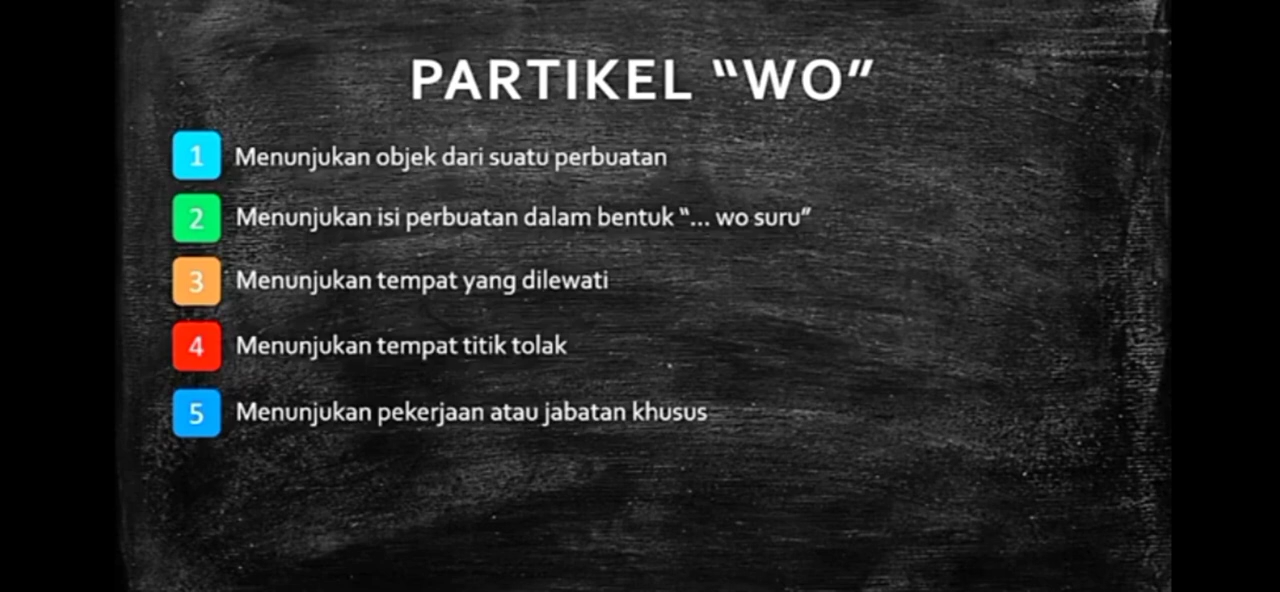 PARTIKEL “WO”
1 Menunjukan objek dari suatu perbuatan
2 Menunjukan isi perbuatan dalam bentuk “... wo suru”
3 Menunjukan tempat yang dilewati
4 Menunjukan tempat titik tolak
5 Menunjukan pekerjaan atau jabatan khusus